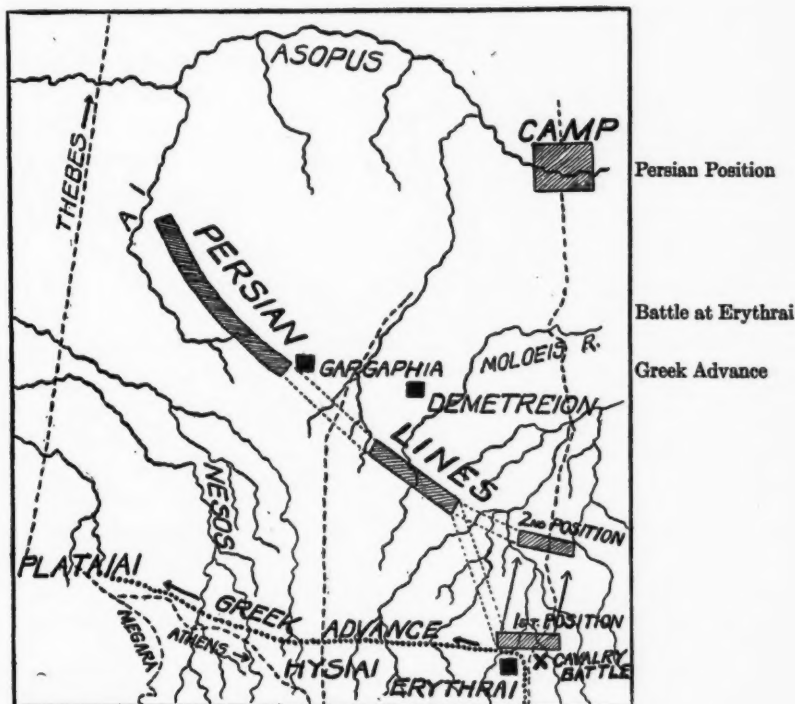 ASOPUS
CAMP
Persian Position
THEBES
A I
PERSIAN
Battle at Erythrai
MOLOEIS R.
GARGAPHIA
Greek Advance
DEMETREION
LINES
NESOS
2ND POSITION
PLATAIAI
GREEK
ADVANCE
1ST. POSITION
MEGARA
ATHENS
HYSIAI
ERYTHRAI
CAVALRY
BATTLE